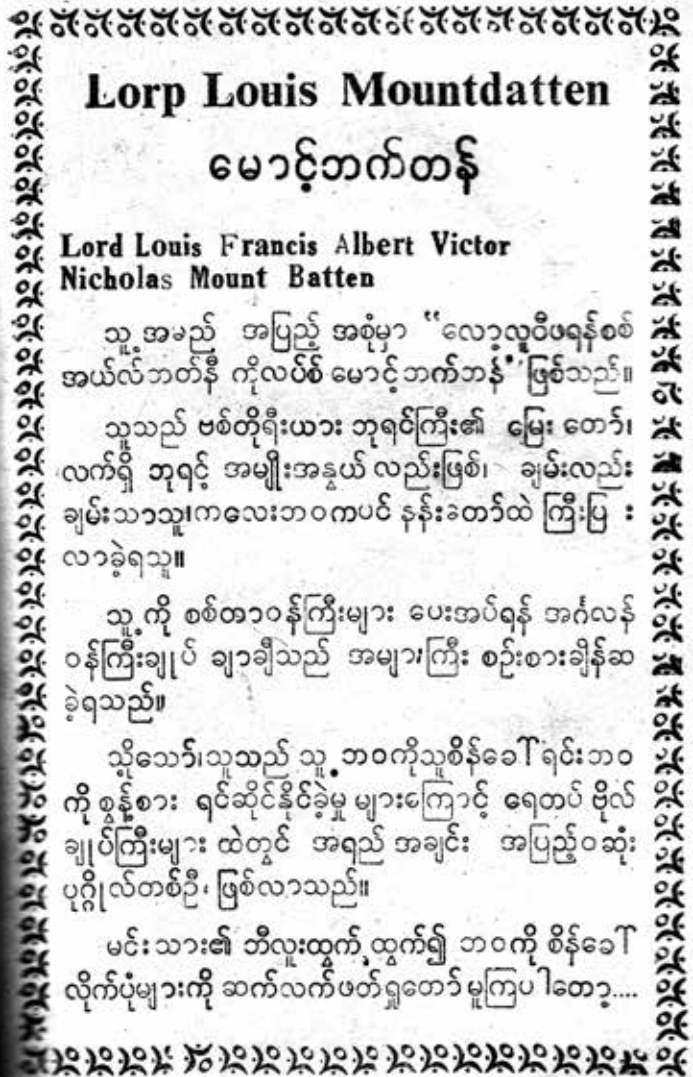 Lorp Louis Mountdatten
မောင့်ဘက်တန်
Lord Louis Francis Albert Victor
Nicholas Mount Batten
သူ့အမည် အပြည့် အစုံမှာ “လော့လူဝီဖရန်စစ်
အယ်လ်ဘတ်နီ ကိုလပ်စ် မောင့်ဘက်ဘန်” ဖြစ်သည်။
သူသည် ဗစ်တိုရီးယား ဘုရင်ကြီး၏ မြေး တော်၊
လက်ရှိ ဘုရင့် အမျိုးအနွယ် လည်းဖြစ်၊ ချမ်းလည်း
ချမ်းသာသူ၊ကလေးဘဝကပင် နန်းတော်ထဲ ကြီးပြ း
လာခဲ့ရသူ။
သူ့ကို စစ်တာဝန်ကြီးများ ပေးအပ်ရန် အင်္ဂလန်
ဝန်ကြီးချုပ် ချာချီသည် အများကြီး စဉ်းစားချိန်ဆ
ခဲ့ရသည်။
သို့သော်၊သူသည် သူ့ဘဝကိုသူစိန်ခေါ်ရင်းဘဝ
ကို စွန့်စား ရင်ဆိုင်နိုင်ခဲ့မှု များကြောင့် ရေတပ် ဗိုလ်
ချုပ်ကြီးများ ထဲတွင် အရည် အချင်း အပြည့်ဝဆုံး
ပုဂ္ဂိုလ်တစ်ဦး ဖြစ်လာသည်။
မင်းသား၏ ဘီလူးထွက် ထွက်၍ ဘဝကို စိန်ခေါ်
လိုက်ပုံများကို ဆက်လက်ဖတ်ရှုတော် မူကြပါတော့....